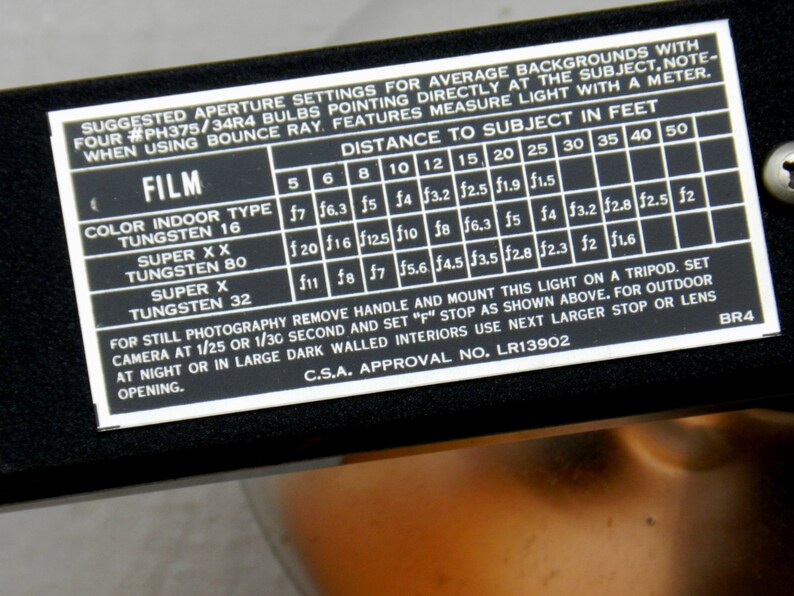 SUGGESTED APERTURE SETTINGS FOR AVERAGE BACKGROUNDS WITH
FOUR #PH375/34R4 BULBS POINTING DIRECTLY AT THE SUBJECT. NOTE-
WHEN USING BOUNCE RAY. FEATURES MEASURE LIGHT WITH A METER.
FILM
DISTANCE TO SUBJECT IN FEET
5 6 8 10 12 15 20 25 30 35 40 50
COLOR INDOOR TYPE
TUNGSTEN 16
f7 f6.3 f5 f4 f3.2 f2.5 f1.9 f1.5
SUPER X X
TUNGSTEN 80
f20 f16 f12.5 f10 f8 f6.3 f5 f4 f3.2 f2.8 f2.5 f2
SUPER X
TUNGSTEN 32
f11 f8 f7 f5.6 f4.5 f3.5 f2.8 f2.3 f2 f1.6
FOR STILL PHOTOGRAPHY REMOVE HANDLE AND MOUNT THIS LIGHT ON A TRIPOD. SET
CAMERA AT 1/25 OR 1/30 SECOND AND SET "F" STOP AS SHOWN ABOVE. FOR OUTDOOR
AT NIGHT OR IN LARGE DARK WALLED INTERIORS USE NEXT LARGER STOP OR LENS
OPENING.
C.S.A. APPROVAL NO. LR13902
BR4